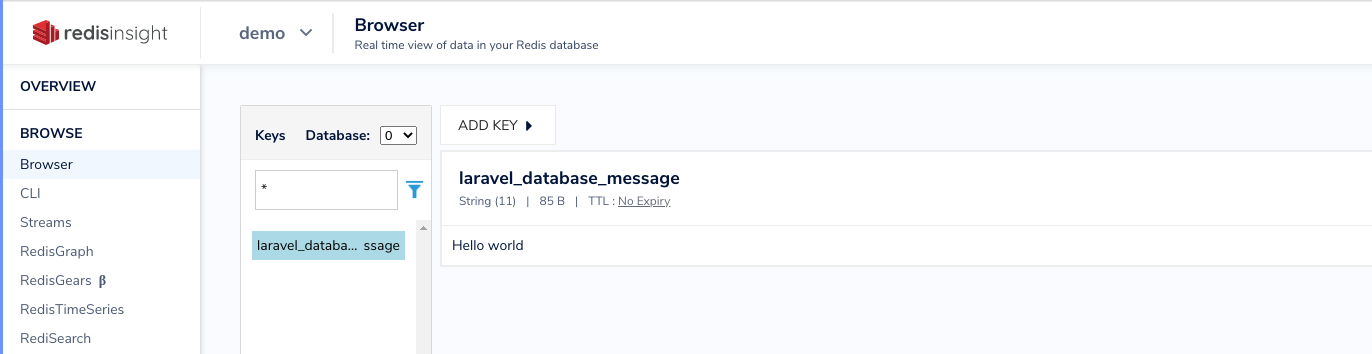 redisinsight
demo
Browser
Real time view of data in your Redis database
OVERVIEW
BROWSE
Browser
CLI
Streams
RedisGraph
RedisGears β
RedisTimeSeries
RediSearch
Keys Database: 0
*
laravel_databa... ssage
ADD KEY
laravel_database_message
String (11) | 85 B | TTL : No Expiry
Hello world